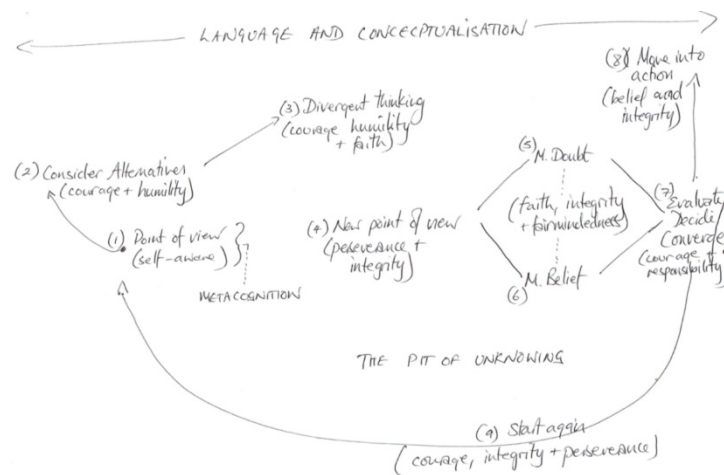 LANGUAGE AND CONCECPTUALISATION
(8) Move into
action
(belief and
integrity)
(3) Divergent thinking
(courage humility
+ faith)
(2) Consider Alternatives
(courage + humility)
(5)
M. Doubt
(1) Point of view
(self-aware)
METACOGNITION
(4) New point of view
(perseverance +
integrity)
(faith, integrity
+ fairmindedness)
(6)
M. Belief
(7) Evaluate
Decide
Converge
(courage +
responsibility)
THE PIT OF UNKNOWING
(9) Start again
(courage, integrity + perseverance)